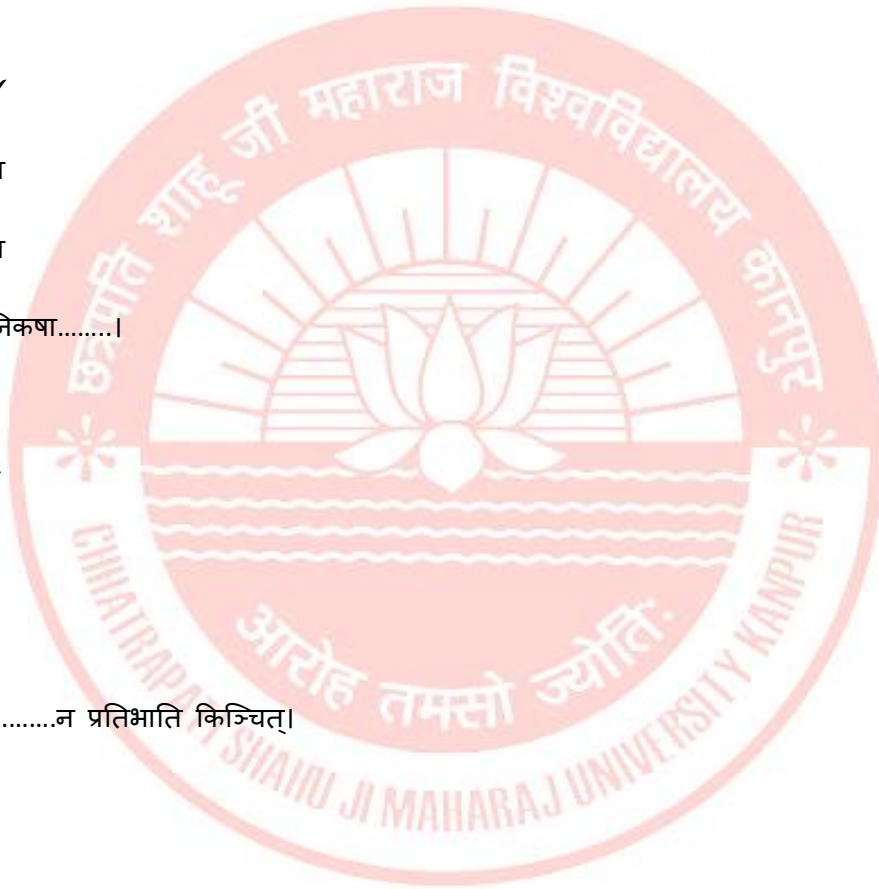 निकषा........।
.........न प्रतिभाति किञ्चित्।
छत्रपति शाहू जी महाराज विश्वविद्यालय कानपुर
आरोह तमसो ज्योतिः
CHHATRAPATI SHAHU JI MAHARAJ UNIVERSITY KANPUR